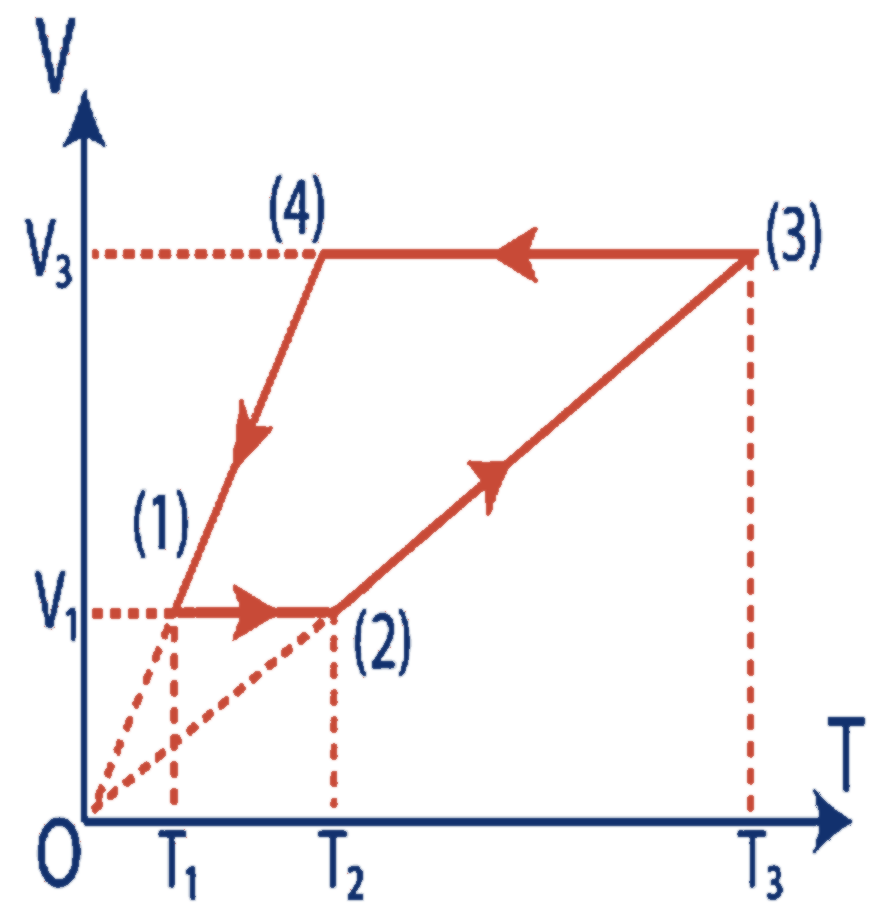 V
(4)
(3)
V₃
(1)
V₁
(2)
T
O
T₁
T₂
T₃